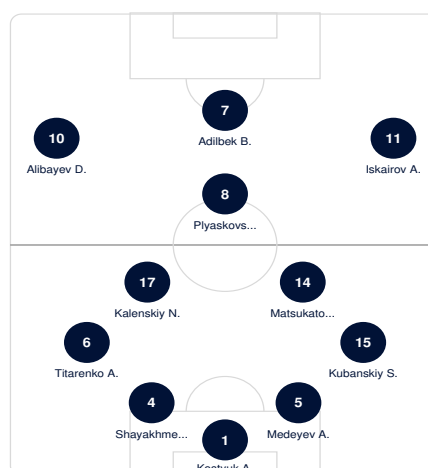 7
Adilbek B.
10
Alibayev D.
11
Iskairov A.
8
Plyaskovs...
17
Kalenskiy N.
14
Matsukato...
6
Titarenko A.
15
Kubanskiy S.
4
Shayakhme...
5
Medeyev A.
1
Kostyuk A.